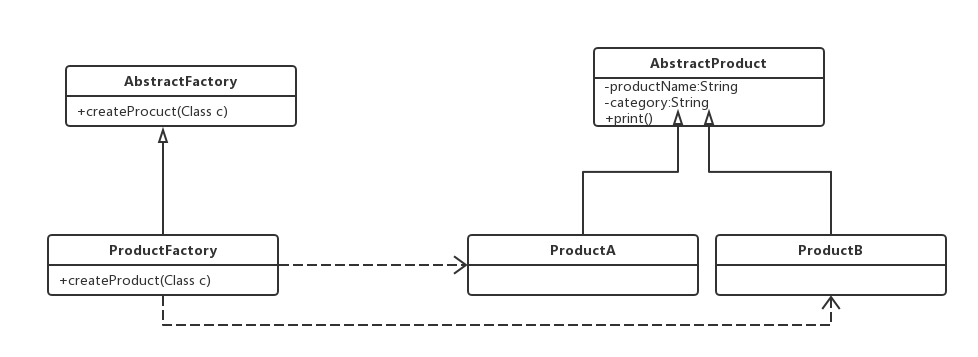 AbstractFactory
+createProcuct(Class c)
AbstractProduct
-productName:String
-category:String
+print()
ProductFactory
+createProduct(Class c)
ProductA
ProductB